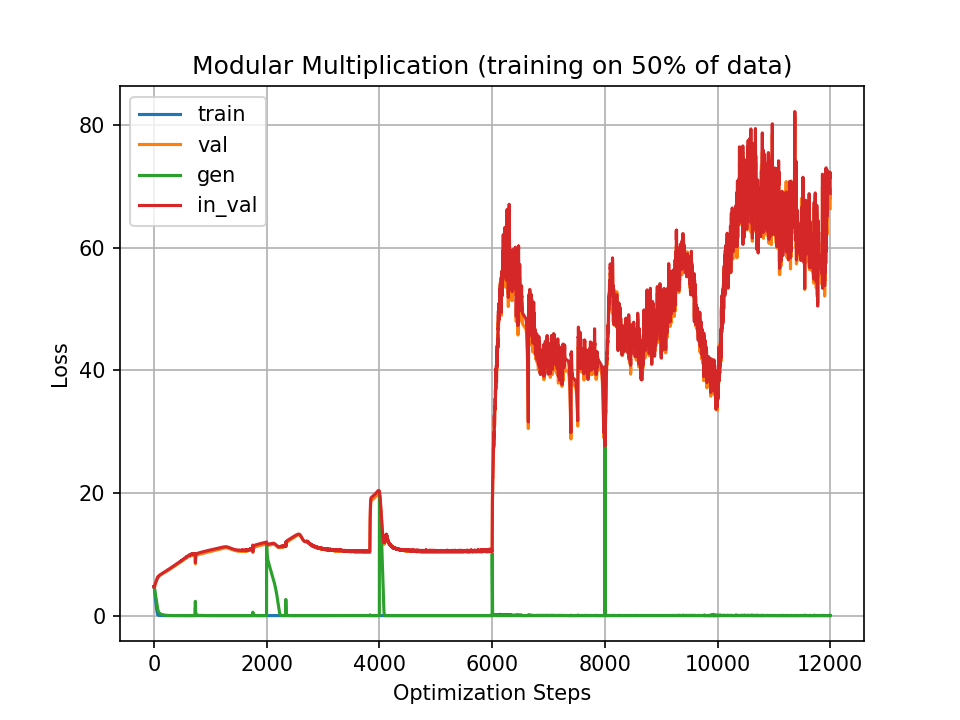 Modular Multiplication (training on 50% of data)
train
val
gen
in_val
Loss
80
60
40
20
0
0 2000 4000 6000 8000 10000 12000
Optimization Steps